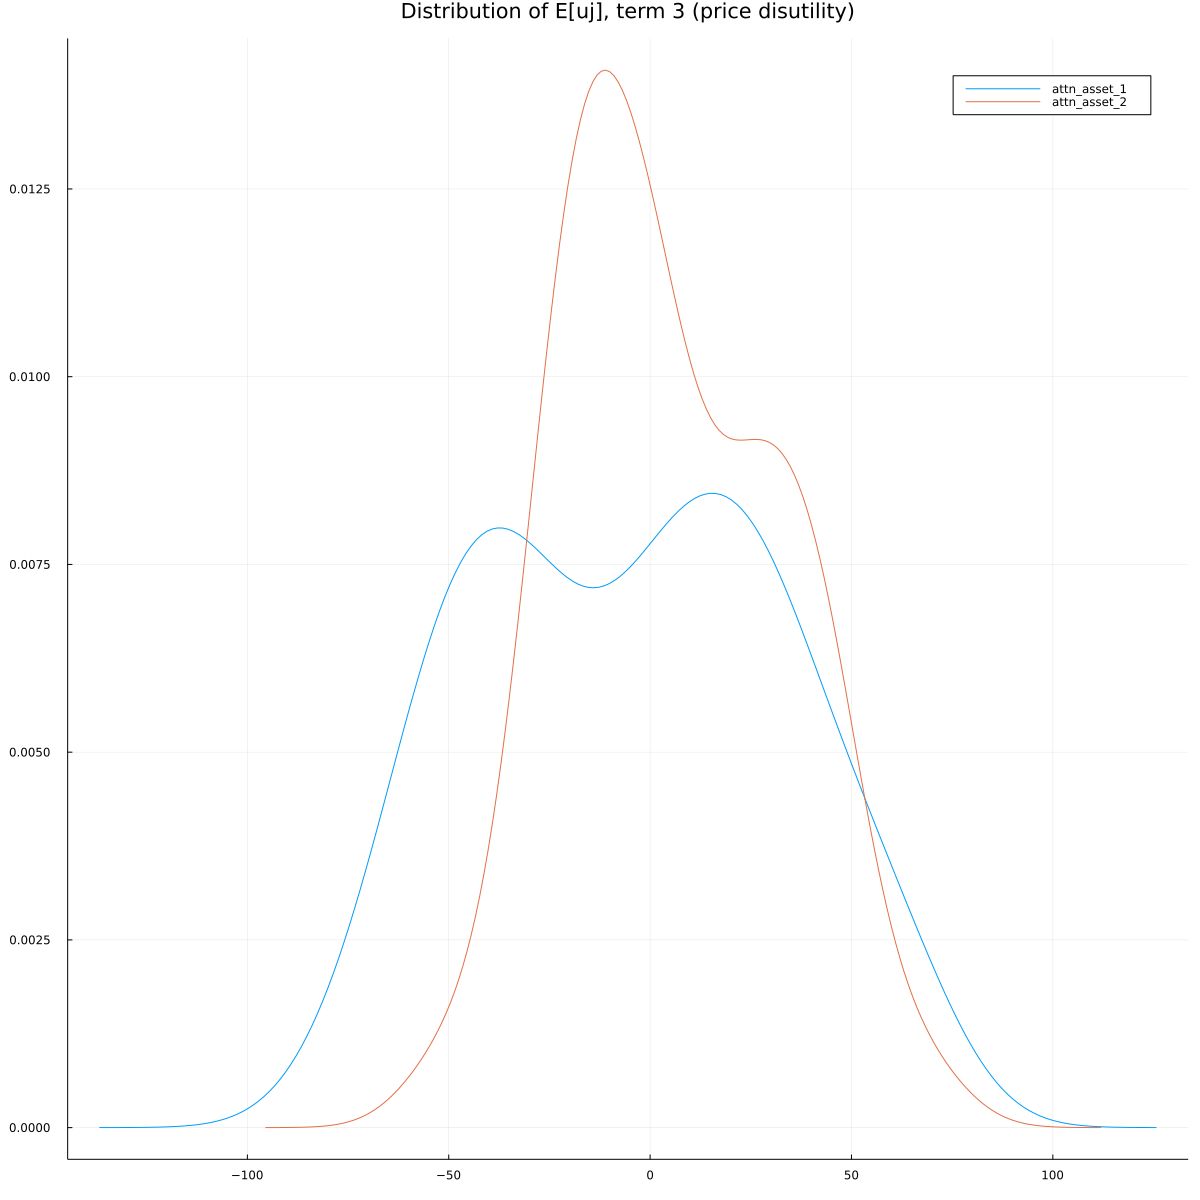 Distribution of E[uj], term 3 (price disutility)
attn_asset_1
attn_asset_2
0.0125
0.0100
0.0075
0.0050
0.0025
0.0000
−100 −50 0 50 100